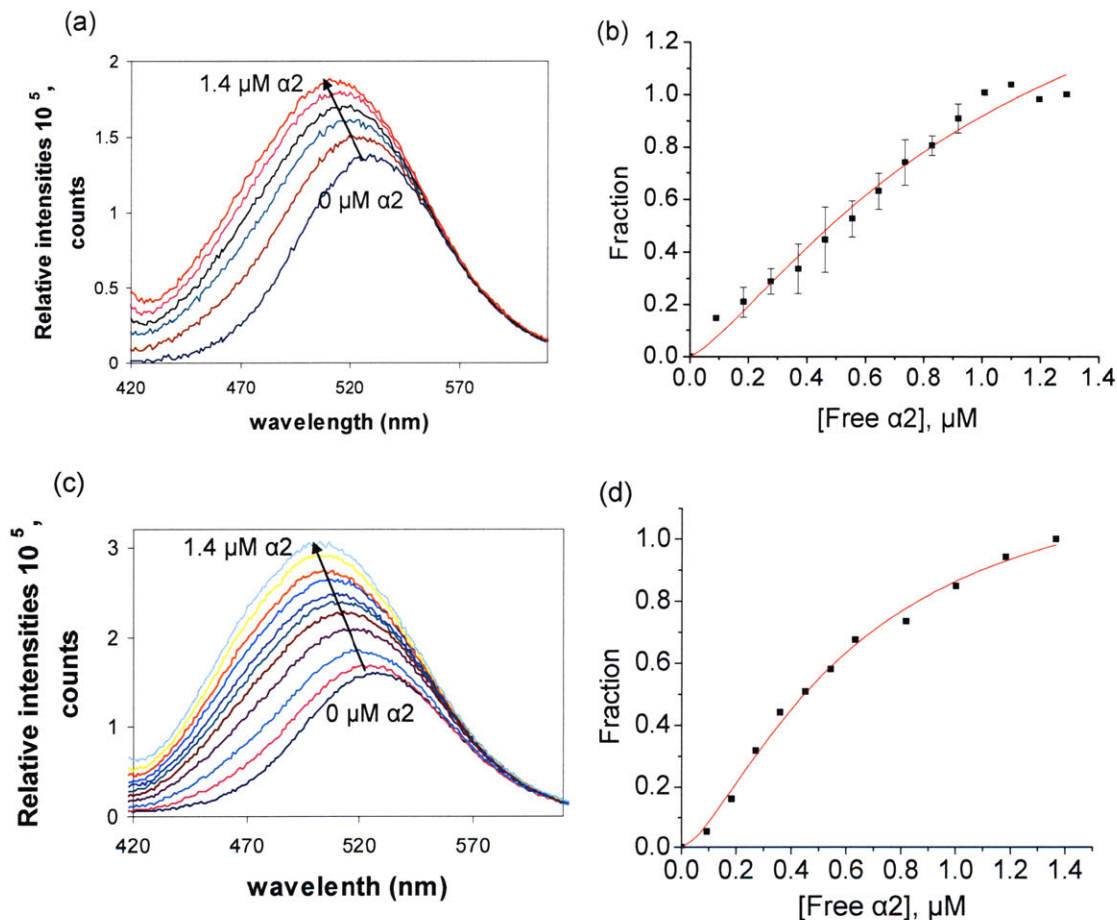 (a)
Relative intensities 10 5,
counts
2
1.5
1
0.5
0
1.4 µM α2
0 µM α2
420 470 520 570
wavelength (nm)
(b)
Fraction
1.2
1.0
0.8
0.6
0.4
0.2
0.0
0.0 0.2 0.4 0.6 0.8 1.0 1.2 1.4
[Free α2], µM
(c)
Relative intensities 10 5,
counts
3
2
1
0
1.4 µM α2
0 µM α2
420 470 520 570
wavelenth (nm)
(d)
Fraction
1.0
0.8
0.6
0.4
0.2
0.0
0.0 0.2 0.4 0.6 0.8 1.0 1.2 1.4
[Free α2], µM